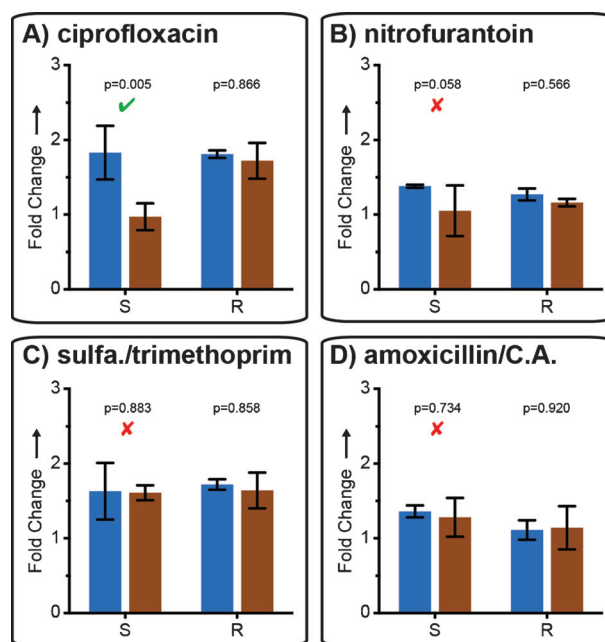 A) ciprofloxacin
3
2
1
0
Fold Change →
p=0.005
p=0.866
✔
S
R
B) nitrofurantoin
3
2
1
0
Fold Change →
p=0.058
p=0.566
✘
S
R
C) sulfa./trimethoprim
3
2
1
0
Fold Change →
p=0.883
p=0.858
✘
S
R
D) amoxicillin/C.A.
3
2
1
0
Fold Change →
p=0.734
p=0.920
✘
S
R